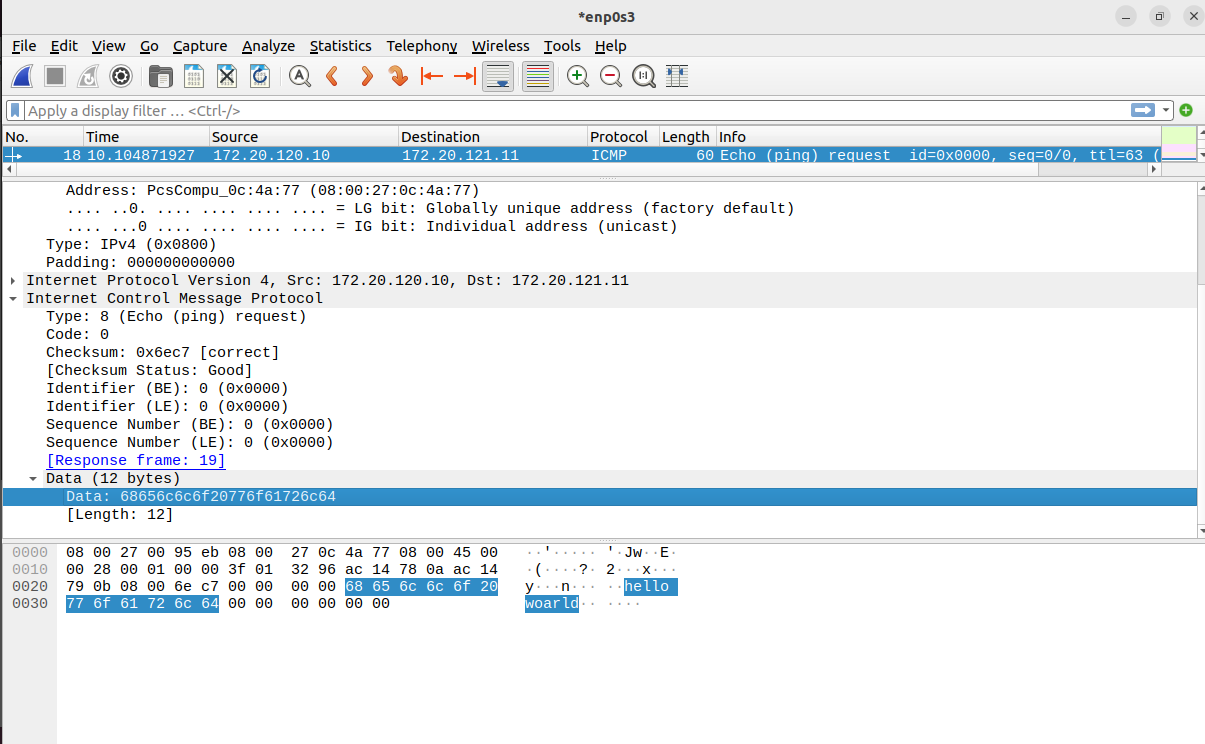 *enp0s3
File Edit View Go Capture Analyze Statistics Telephony Wireless Tools Help
Apply a display filter … <Ctrl-/>
No. Time Source Destination Protocol Length Info
18 10.104871927 172.20.120.10 172.20.121.11 ICMP 60 Echo (ping) request id=0x0000, seq=0/0, ttl=63 (
Address: PcsCompu_0c:4a:77 (08:00:27:0c:4a:77)
.... ..0. .... .... .... .... = LG bit: Globally unique address (factory default)
.... ...0 .... .... .... .... = IG bit: Individual address (unicast)
Type: IPv4 (0x0800)
Padding: 000000000000
Internet Protocol Version 4, Src: 172.20.120.10, Dst: 172.20.121.11
Internet Control Message Protocol
Type: 8 (Echo (ping) request)
Code: 0
Checksum: 0x6ec7 [correct]
[Checksum Status: Good]
Identifier (BE): 0 (0x0000)
Identifier (LE): 0 (0x0000)
Sequence Number (BE): 0 (0x0000)
Sequence Number (LE): 0 (0x0000)
[Response frame: 19]
Data (12 bytes)
Data: 68656c6c6f20776f61726c64
[Length: 12]
0000 08 00 27 00 95 eb 08 00 27 0c 4a 77 08 00 45 00 ··'····· '·Jw··E·
0010 00 28 00 01 00 00 3f 01 32 96 ac 14 78 0a ac 14 ·(····?· 2···x···
0020 79 0b 08 00 6e c7 00 00 00 00 68 65 6c 6c 6f 20 y···n··· ··hello
0030 77 6f 61 72 6c 64 00 00 00 00 00 00 woarld·· ····